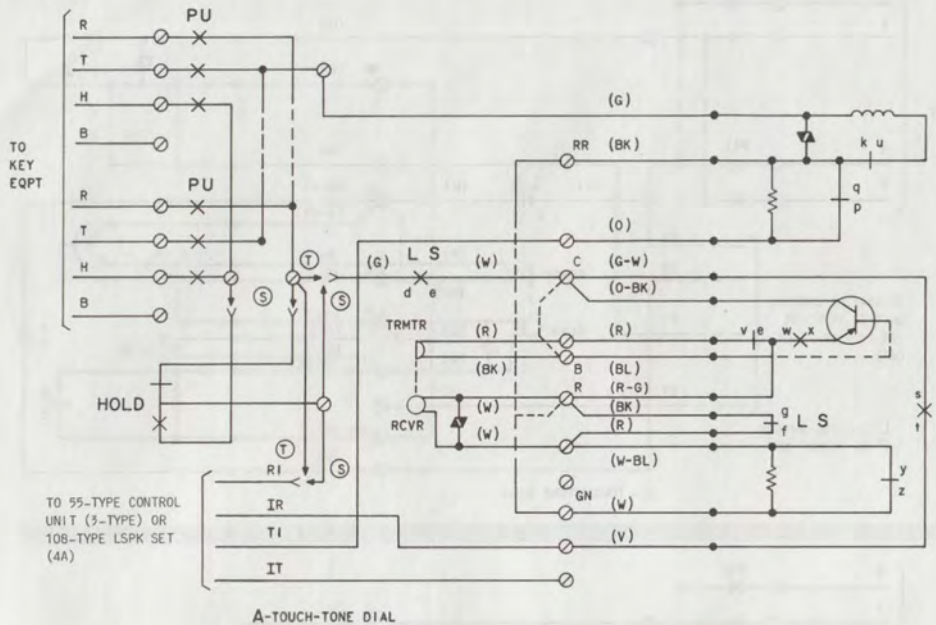 PU
R
T
H
B
TO
KEY
EQPT
PU
R
T
H
B
(G)
RR (BK)
k u
q
p
(O)
T
(G) L S (W)
d e
C (G-W)
(O-BK)
S
S
TRMTR
(R)
(BK)
B (BL)
(R)
v e w x
R (R-G)
HOLD
RCVR
(W)
(W)
(BK)
(R)
g
f
L S
s
t
(W-BL)
y
z
GN
(W)
(V)
T
S
RI
IR
TI
IT
TO 55-TYPE CONTROL
UNIT (3-TYPE) OR
108-TYPE LSPK SET
(4A)
A-TOUCH-TONE DIAL